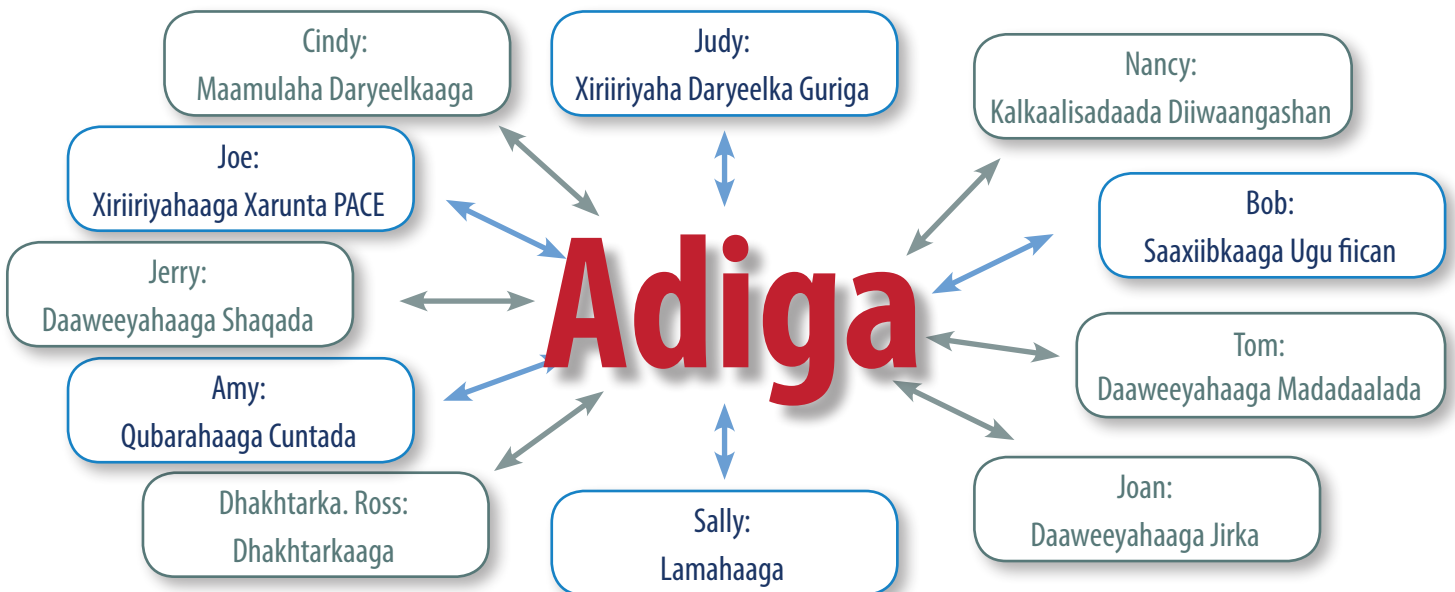 Cindy:
Maamulaha Daryeelkaaga
Judy:
Xiriiriyaha Daryeelka Guriga
Nancy:
Kalkaalisadaada Diiwaangashan
Joe:
Xiriiriyahaaga Xarunta PACE
Bob:
Saaxiibkaaga Ugu fiican
Jerry:
Daaweeyahaaga Shaqada
Adiga
Tom:
Daaweeyahaaga Madadaalada
Amy:
Qubarahaaga Cuntada
Dhakhtarka. Ross:
Dhakhtarkaaga
Sally:
Lamahaaga
Joan:
Daaweeyahaaga Jirka